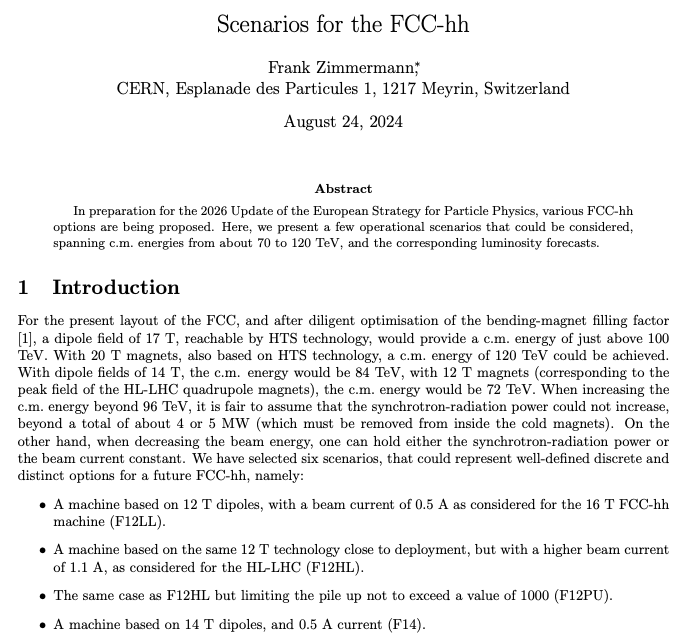 Scenarios for the FCC-hh
Frank Zimmermann,*
CERN, Esplanade des Particules 1, 1217 Meyrin, Switzerland
August 24, 2024
Abstract
In preparation for the 2026 Update of the European Strategy for Particle Physics, various FCC-hh
options are being proposed. Here, we present a few operational scenarios that could be considered,
spanning c.m. energies from about 70 to 120 TeV, and the corresponding luminosity forecasts.
1 Introduction
For the present layout of the FCC, and after diligent optimisation of the bending-magnet filling factor
[1], a dipole field of 17 T, reachable by HTS technology, would provide a c.m. energy of just above 100
TeV. With 20 T magnets, also based on HTS technology, a c.m. energy of 120 TeV could be achieved.
With dipole fields of 14 T, the c.m. energy would be 84 TeV, with 12 T magnets (corresponding to the
peak field of the HL-LHC quadrupole magnets), the c.m. energy would be 72 TeV. When increasing the
c.m. energy beyond 96 TeV, it is fair to assume that the synchrotron-radiation power could not increase,
beyond a total of about 4 or 5 MW (which must be removed from inside the cold magnets). On the
other hand, when decreasing the beam energy, one can hold either the synchrotron-radiation power or
the beam current constant. We have selected six scenarios, that could represent well-defined discrete and
distinct options for a future FCC-hh, namely:
• A machine based on 12 T dipoles, with a beam current of 0.5 A as considered for the 16 T FCC-hh
machine (F12LL).
• A machine based on the same 12 T technology close to deployment, but with a higher beam current
of 1.1 A, as considered for the HL-LHC (F12HL).
• The same case as F12HL but limiting the pile up not to exceed a value of 1000 (F12PU).
• A machine based on 14 T dipoles, and 0.5 A current (F14).